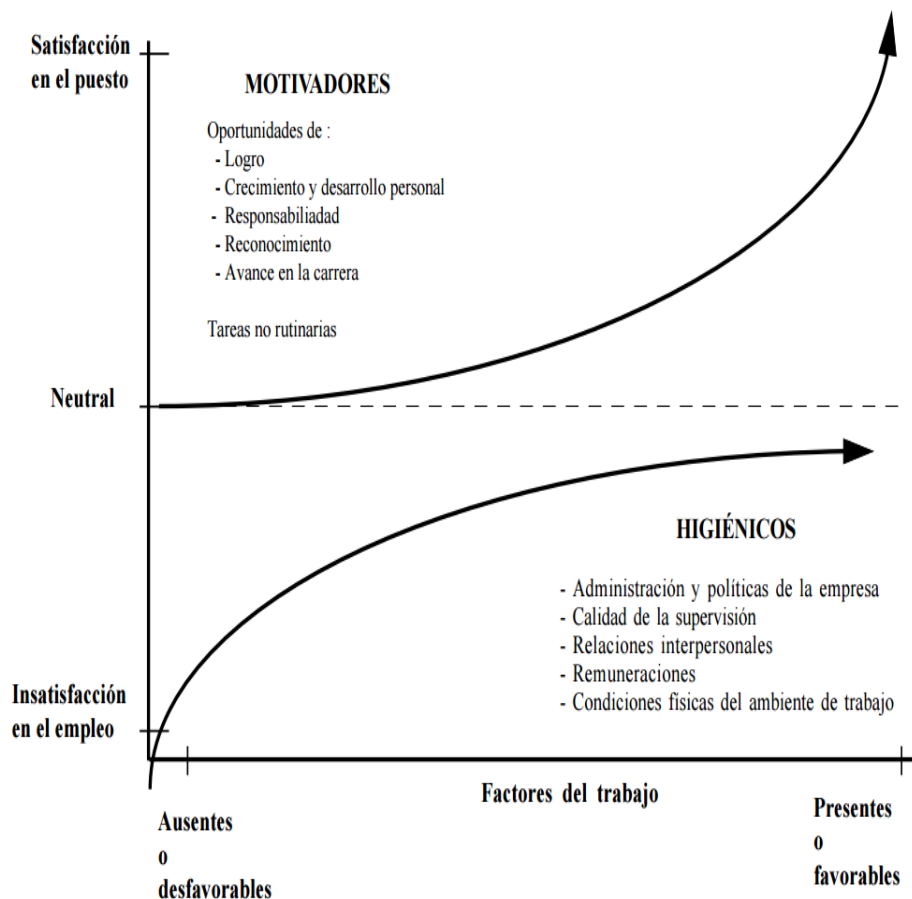 Satisfacción
en el puesto
MOTIVADORES
Oportunidades de :
- Logro
- Crecimiento y desarrollo personal
- Responsabiliadad
- Reconocimiento
- Avance en la carrera
Tareas no rutinarias
Neutral
HIGIÉNICOS
- Administración y políticas de la empresa
- Calidad de la supervisión
- Relaciones interpersonales
- Remuneraciones
- Condiciones físicas del ambiente de trabajo
Insatisfacción
en el empleo
Factores del trabajo
Ausentes
o
desfavorables
Presentes
o
favorables